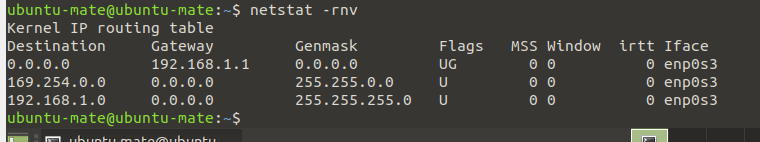 ubuntu-mate@ubuntu-mate:~$ netstat -rnv
Kernel IP routing table
Destination     Gateway         Genmask         Flags   MSS Window  irtt Iface
0.0.0.0         192.168.1.1     0.0.0.0         UG        0 0          0 enp0s3
169.254.0.0     0.0.0.0         255.255.0.0     U         0 0          0 enp0s3
192.168.1.0     0.0.0.0         255.255.255.0   U         0 0          0 enp0s3
ubuntu-mate@ubuntu-mate:~$
ubuntu-mate@ubuntu